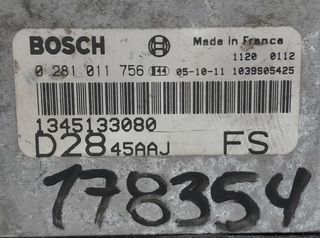 BOSCH Made in France
1120 0112
0 281 011 756 05-10-11 1039S05425
1345133080
D28 45AAJ FS
178354